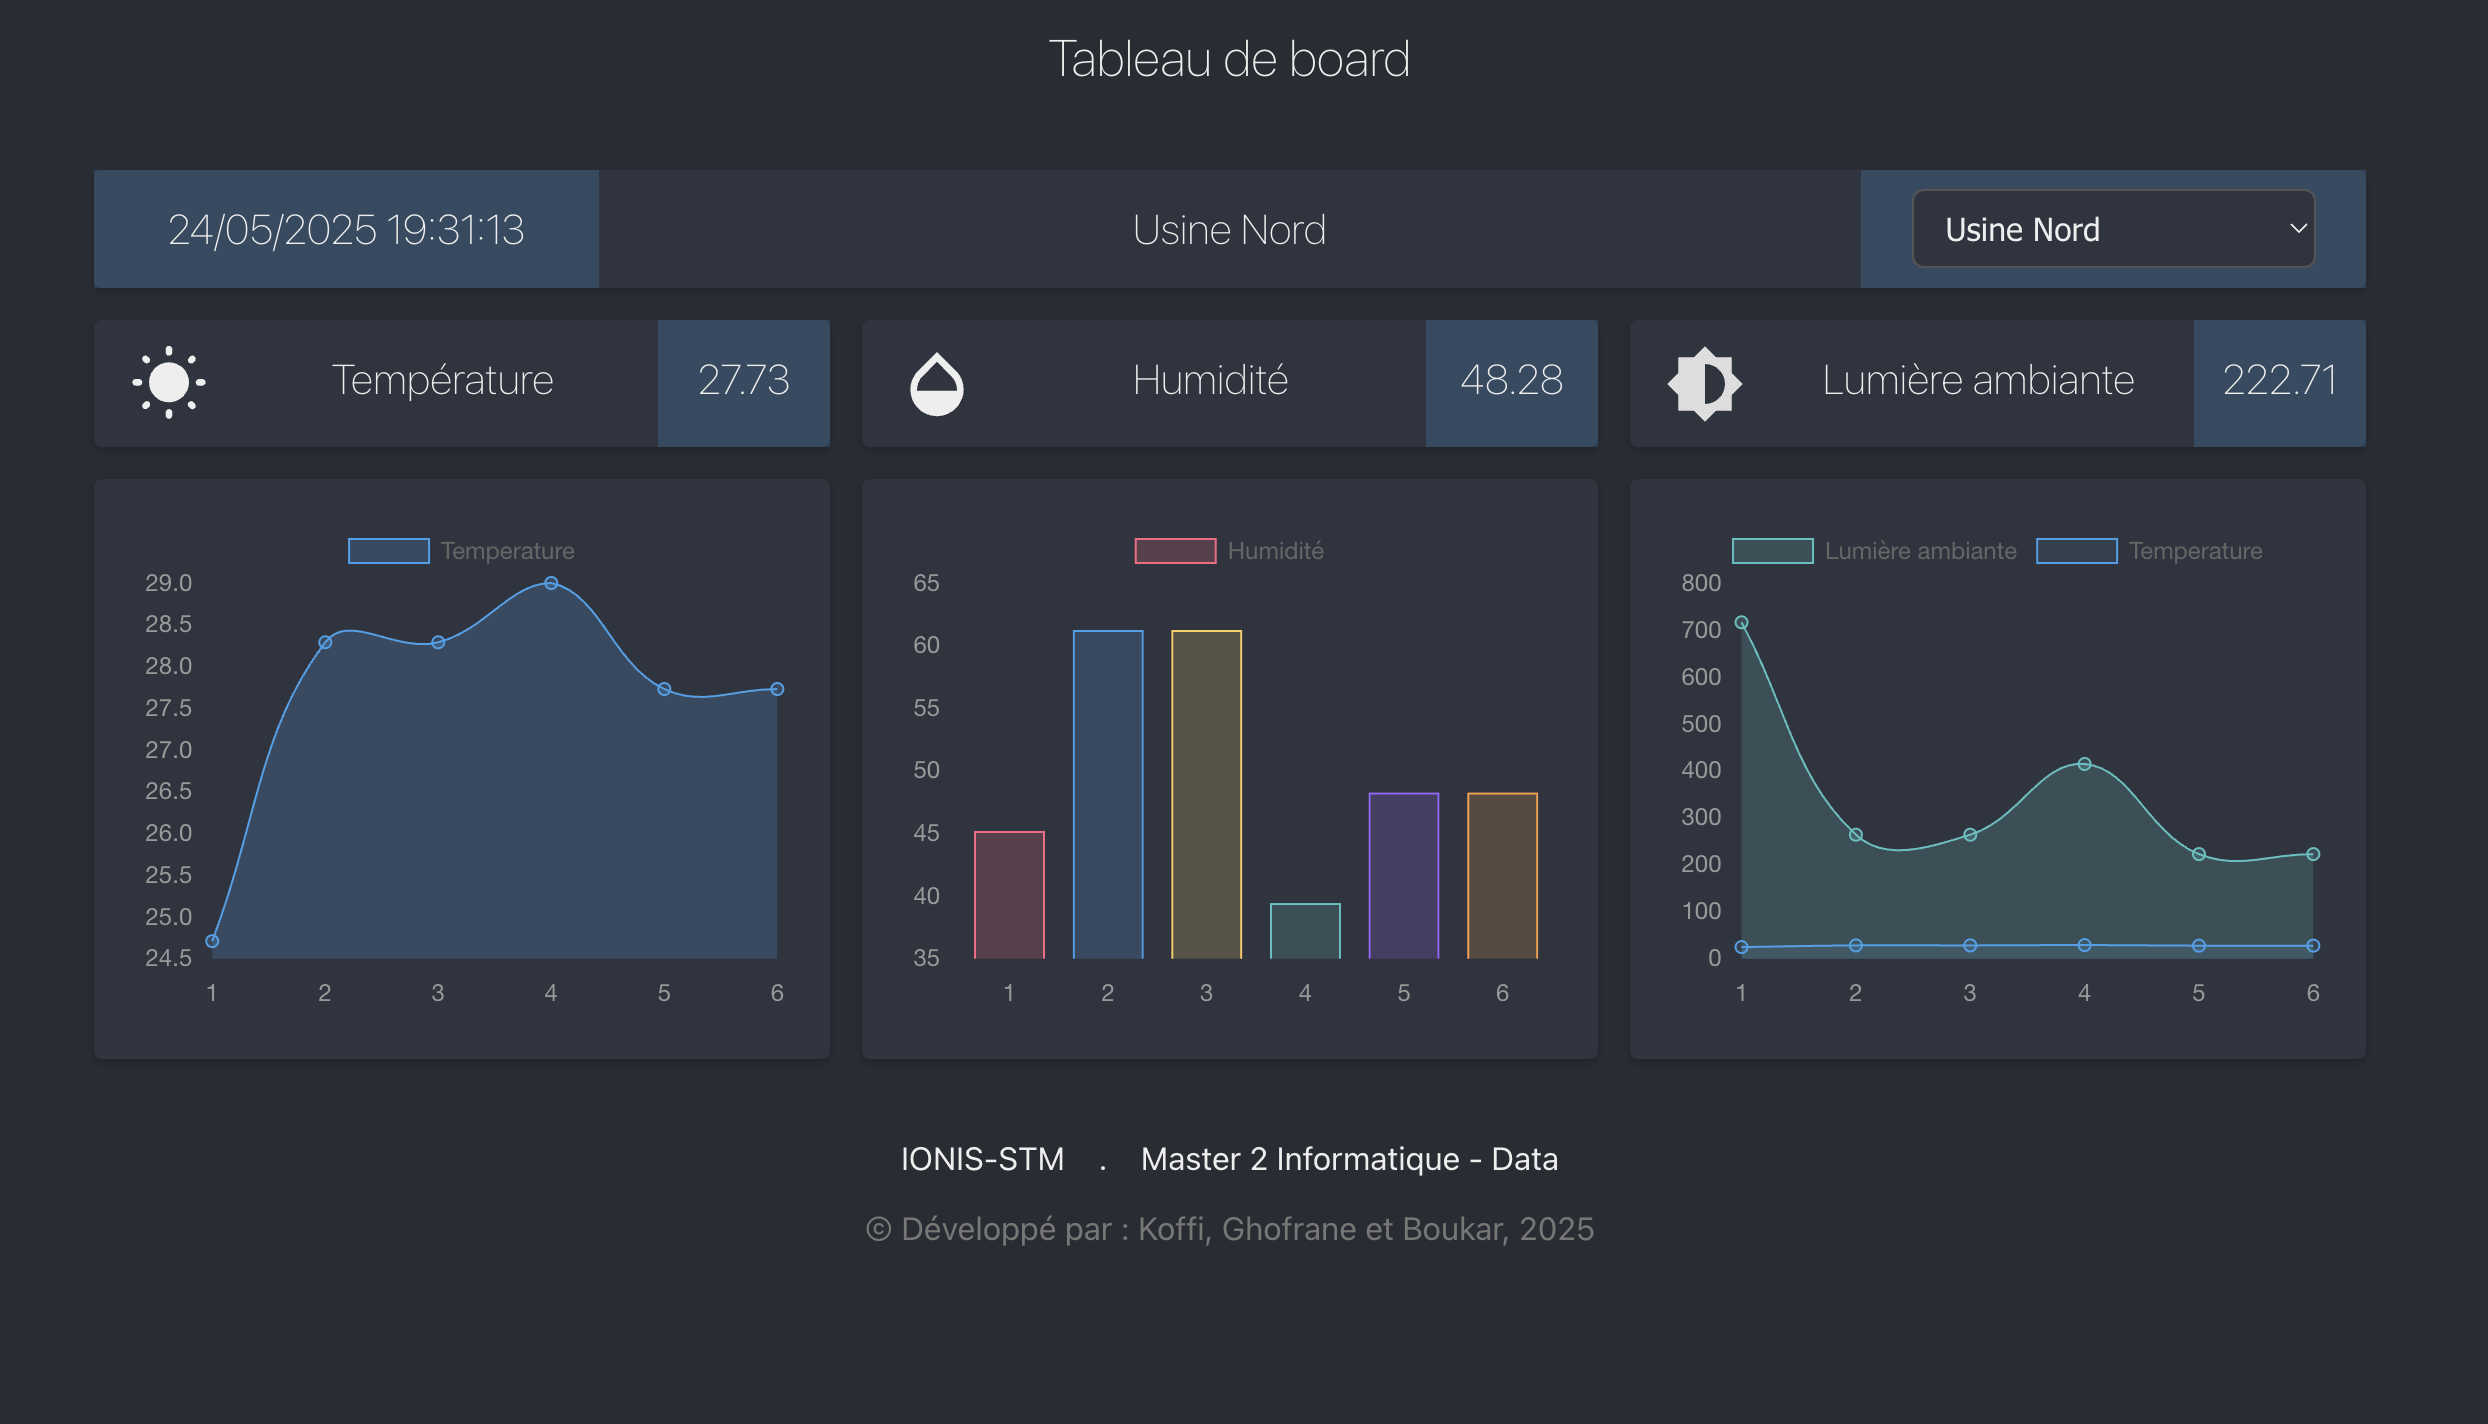 Tableau de board
24/05/2025 19:31:13
Usine Nord
Usine Nord
Température
27.73
Humidité
48.28
Lumière ambiante
222.71
Temperature
29.0
28.5
28.0
27.5
27.0
26.5
26.0
25.5
25.0
24.5
1 2 3 4 5 6
Humidité
65
60
55
50
45
40
35
1 2 3 4 5 6
Lumière ambiante Temperature
800
700
600
500
400
300
200
100
0
1 2 3 4 5 6
IONIS-STM . Master 2 Informatique - Data
© Développé par : Koffi, Ghofrane et Boukar, 2025